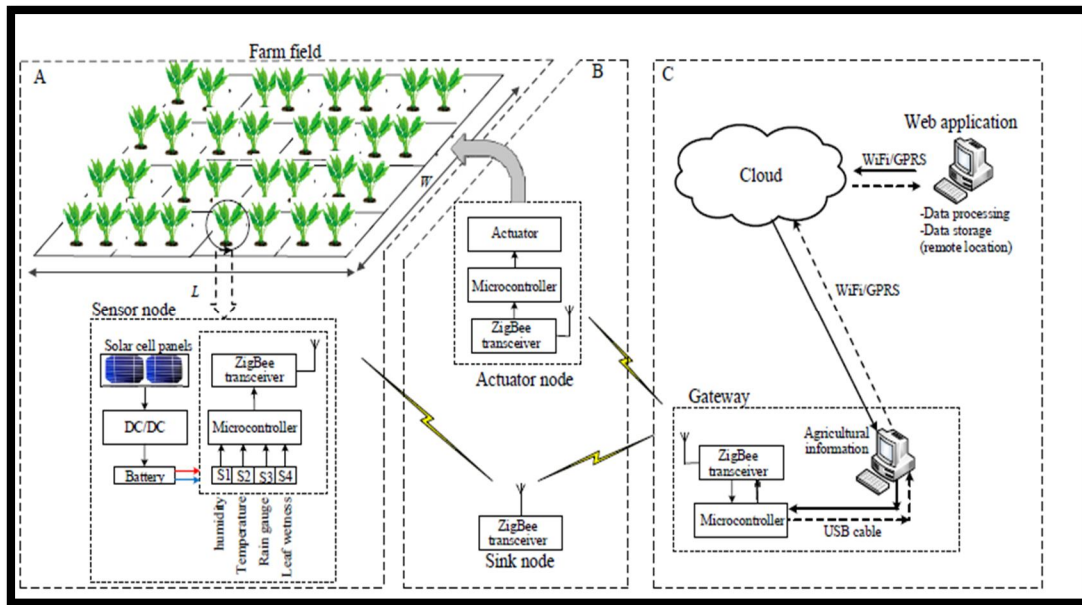 Farm field
A
W
L
Sensor node
Solar cell panels
DC/DC
Battery
ZigBee
transceiver
Microcontroller
S1 S2 S3 S4
humidity
Temperature
Rain gauge
Leaf wetness
B
Actuator
Microcontroller
ZigBee
transceiver
Actuator node
ZigBee
transceiver
Sink node
C
Web application
Cloud
WiFi/GPRS
-Data processing
-Data storage
(remote location)
WiFi/GPRS
Gateway
Agricultural
information
ZigBee
transceiver
Microcontroller
USB cable